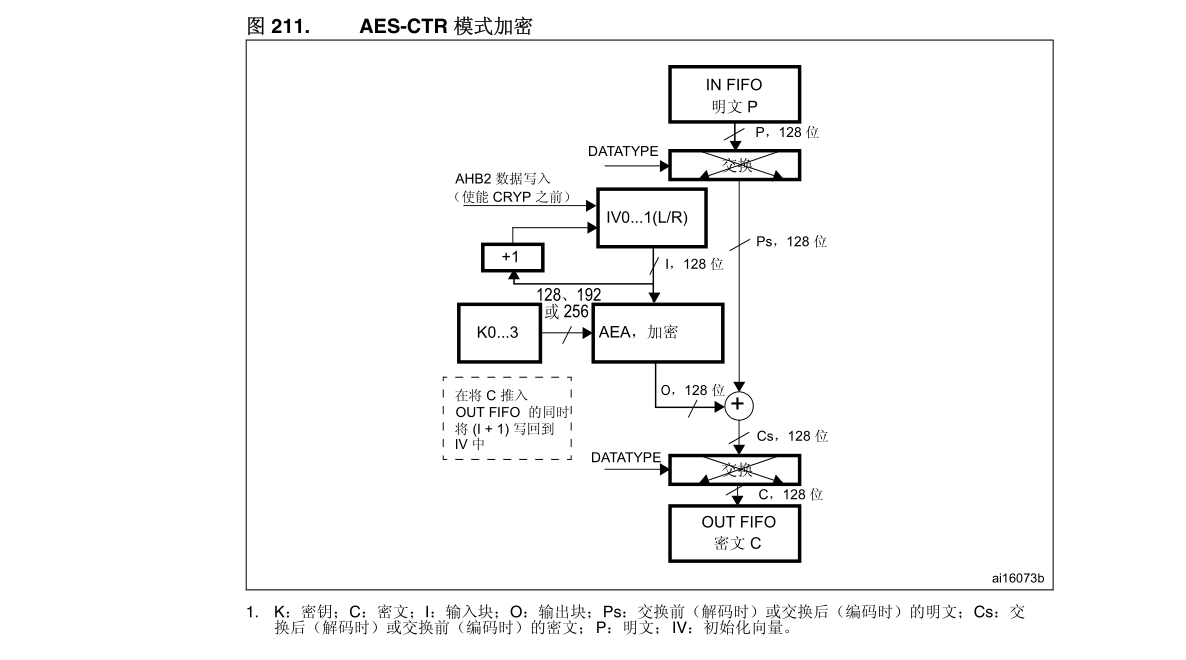 图 211. AES-CTR 模式加密
IN FIFO
明文 P
P，128 位
DATATYPE
交换
AHB2 数据写入
（使能 CRYP 之前）
IV0...1(L/R)
Ps，128 位
+1
I，128 位
128、192
或 256
K0...3
AEA，加密
在将 C 推入
OUT FIFO 的同时
将 (I + 1) 写回到
IV 中
O，128 位
+
Cs，128 位
DATATYPE
交换
C，128 位
OUT FIFO
密文 C
ai16073b
1. K：密钥；C：密文；I：输入块；O：输出块；Ps：交换前（解码时）或交换后（编码时）的明文；Cs：交
换后（解码时）或交换前（编码时）的密文；P：明文；IV：初始化向量。